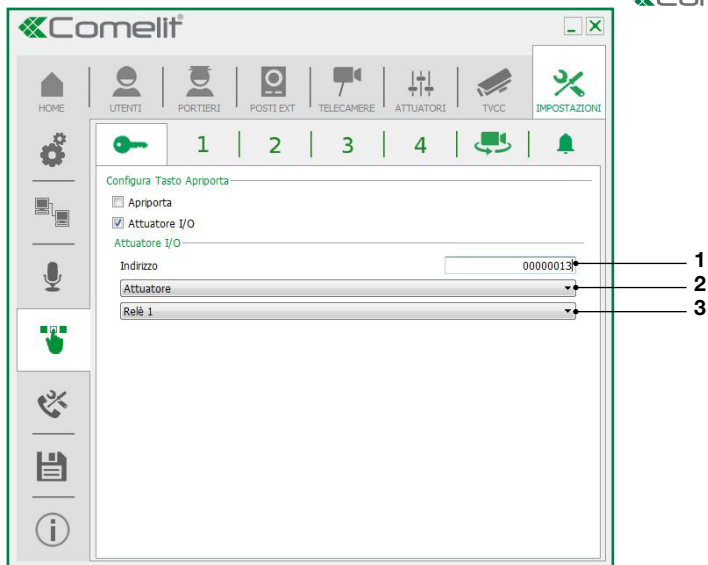 Comelit®
HOME UTENTI PORTIERI POSTI EXT TELECAMERE ATTUATORI TVCC IMPOSTAZIONI
1 2 3 4
Configura Tasto Apriporta
Apriporta
Attuatore I/O
Attuatore I/O
Indirizzo 00000013 1
Attuatore 2
Relè 1 3